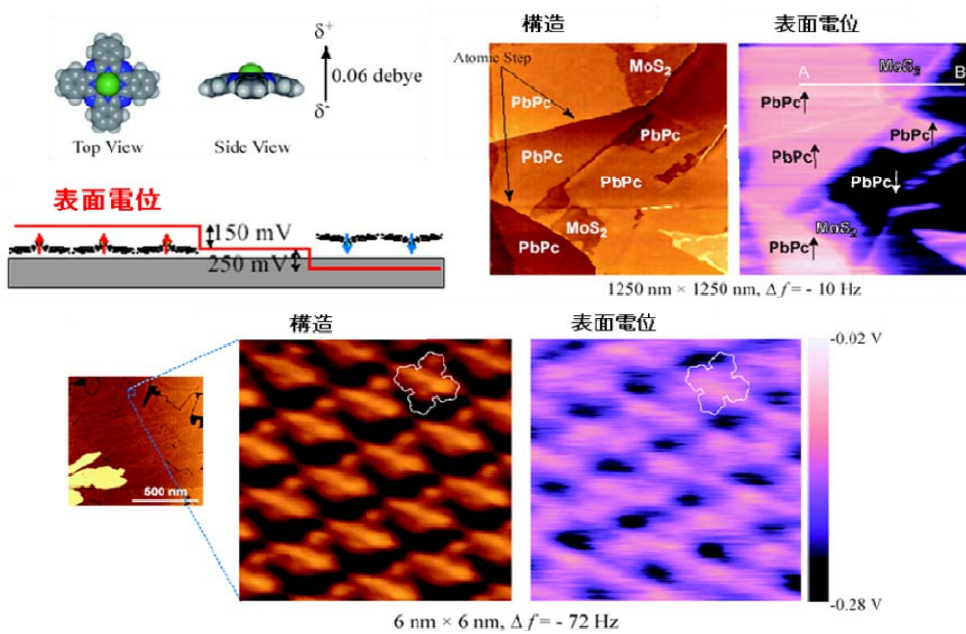 δ⁺
0.06 debye
δ⁻
Top View
Side View
構造
表面電位
Atomic Step
MoS₂
PbPc
PbPc
PbPc
PbPc
PbPc
MoS₂
MoS₂
A
B
PbPc↑
PbPc↑
PbPc↑
PbPc↓
MoS₂
PbPc↑
1250 nm × 1250 nm, Δ f = - 10 Hz
表面電位
150 mV
250 mV
構造
表面電位
500 nm
-0.02 V
-0.28 V
6 nm × 6 nm, Δ f = - 72 Hz